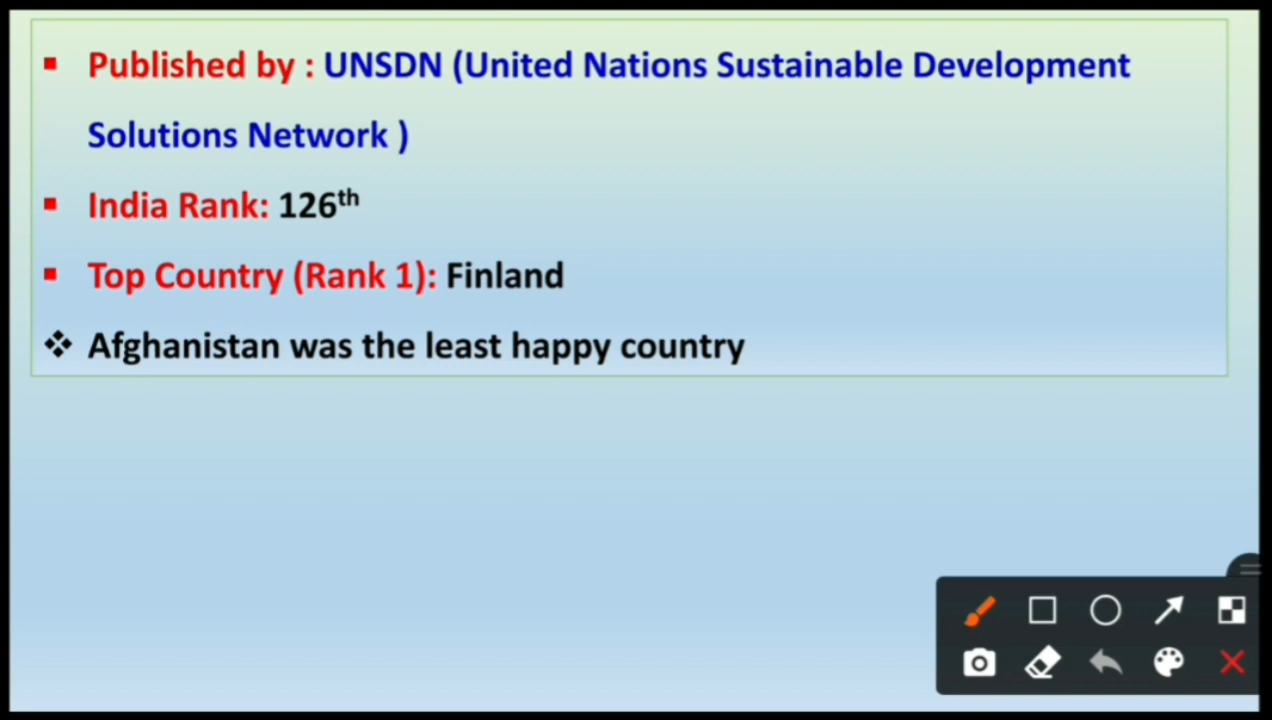 ▪ Published by : UNSDN (United Nations Sustainable Development
Solutions Network )
▪ India Rank: 126th
▪ Top Country (Rank 1): Finland
❖ Afghanistan was the least happy country